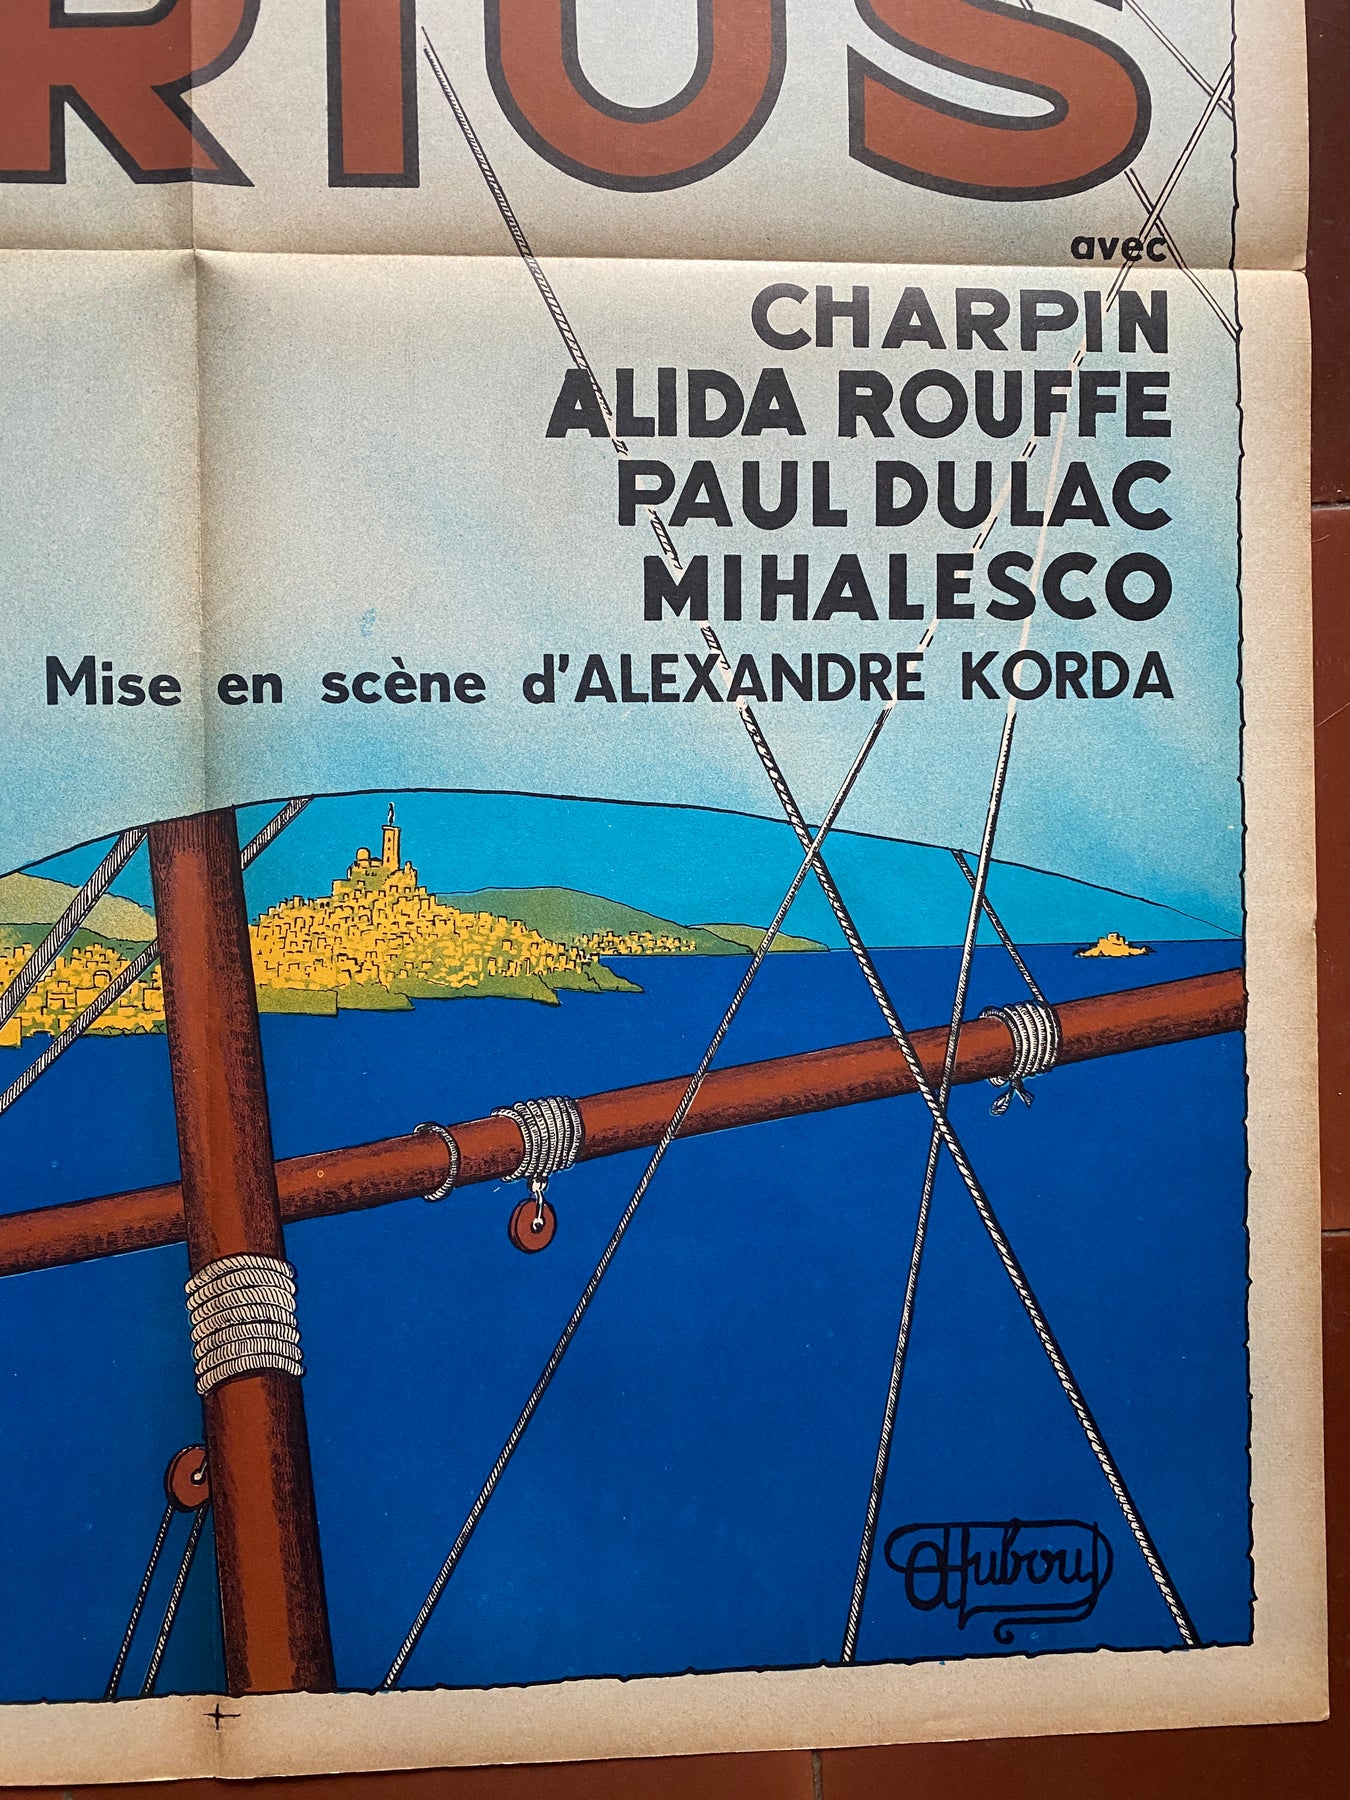 RIUS
avec
CHARPIN
ALIDA ROUFFE
PAUL DULAC
MIHALESCO
Mise en scène d'ALEXANDRE KORDA